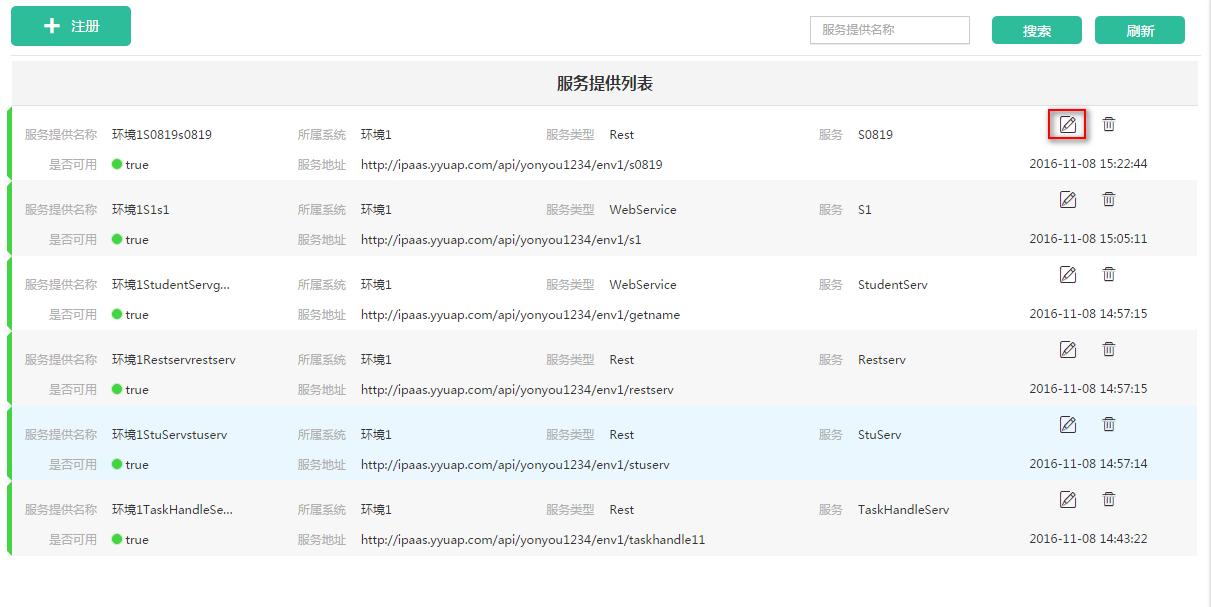 注册
服务提供名称
搜索
刷新
服务提供列表
服务提供名称 环境1S0819s0819 所属系统 环境1 服务类型 Rest 服务 S0819
是否可用 true 服务地址 http://ipaas.yyuap.com/api/yonyou1234/env1/s0819 2016-11-08 15:22:44
服务提供名称 环境1S1s1 所属系统 环境1 服务类型 WebService 服务 S1
是否可用 true 服务地址 http://ipaas.yyuap.com/api/yonyou1234/env1/s1 2016-11-08 15:05:11
服务提供名称 环境1StudentServg... 所属系统 环境1 服务类型 WebService 服务 StudentServ
是否可用 true 服务地址 http://ipaas.yyuap.com/api/yonyou1234/env1/getname 2016-11-08 14:57:15
服务提供名称 环境1Restservrestserv 所属系统 环境1 服务类型 Rest 服务 Restserv
是否可用 true 服务地址 http://ipaas.yyuap.com/api/yonyou1234/env1/restserv 2016-11-08 14:57:15
服务提供名称 环境1StuServstuserv 所属系统 环境1 服务类型 Rest 服务 StuServ
是否可用 true 服务地址 http://ipaas.yyuap.com/api/yonyou1234/env1/stuserv 2016-11-08 14:57:14
服务提供名称 环境1TaskHandleSe... 所属系统 环境1 服务类型 Rest 服务 TaskHandleServ
是否可用 true 服务地址 http://ipaas.yyuap.com/api/yonyou1234/env1/taskhandle11 2016-11-08 14:43:22